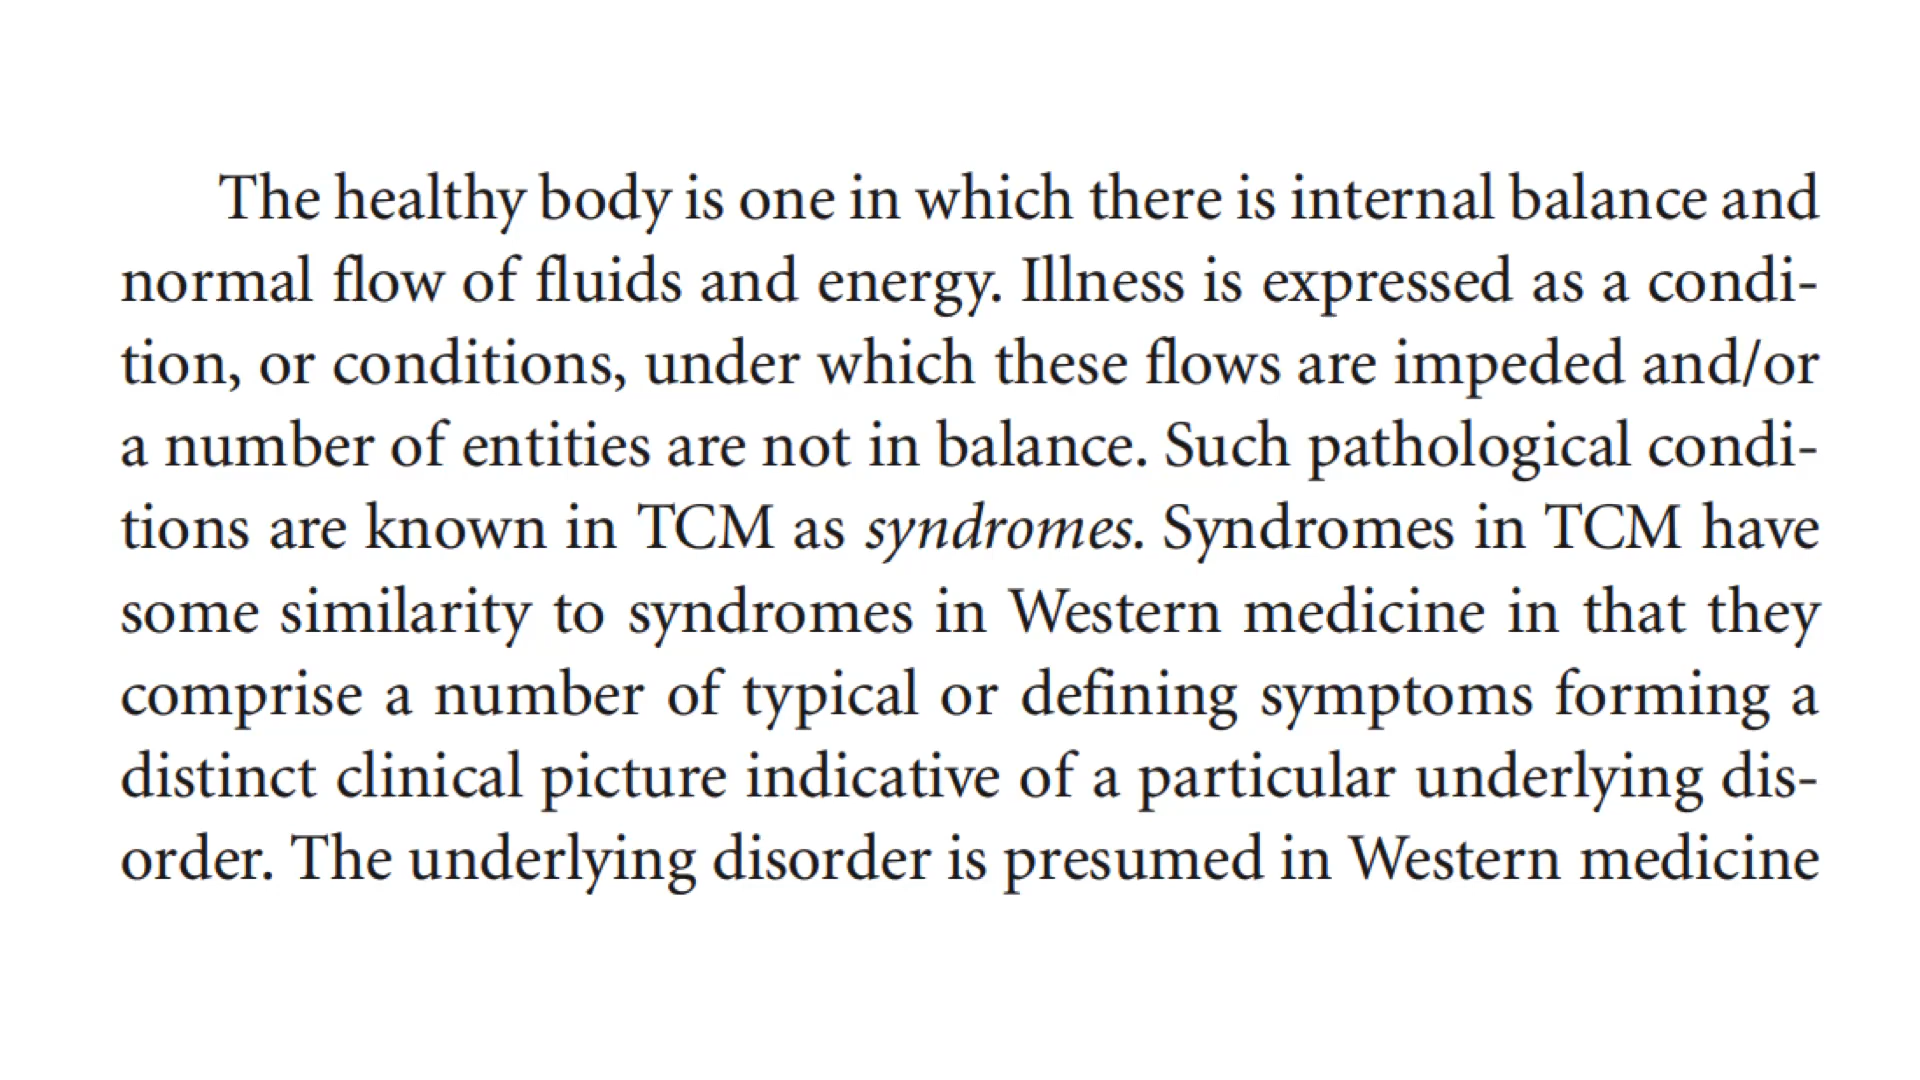 The healthy body is one in which there is internal balance and
normal flow of fluids and energy. Illness is expressed as a condi-
tion, or conditions, under which these flows are impeded and/or
a number of entities are not in balance. Such pathological condi-
tions are known in TCM as syndromes. Syndromes in TCM have
some similarity to syndromes in Western medicine in that they
comprise a number of typical or defining symptoms forming a
distinct clinical picture indicative of a particular underlying dis-
order. The underlying disorder is presumed in Western medicine